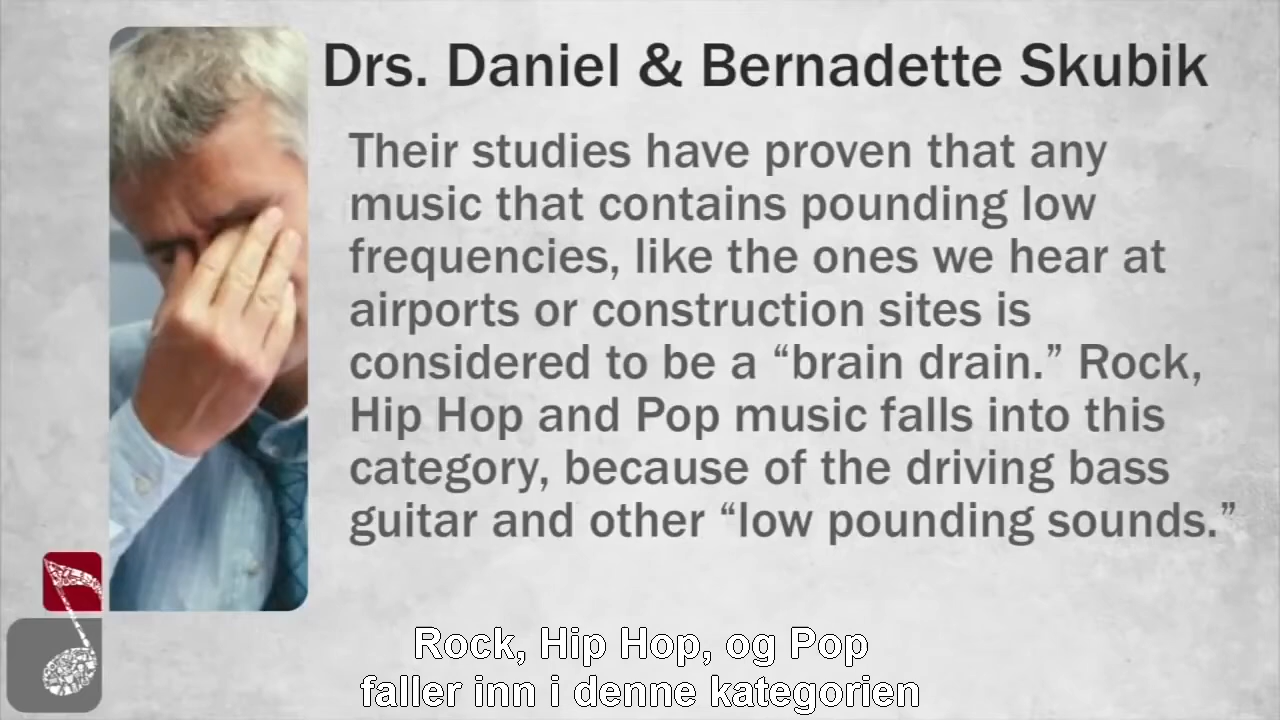 Drs. Daniel & Bernadette Skubik
Their studies have proven that any
music that contains pounding low
frequencies, like the ones we hear at
airports or construction sites is
considered to be a “brain drain.” Rock,
Hip Hop and Pop music falls into this
category, because of the driving bass
guitar and other “low pounding sounds.”
Rock, Hip Hop, og Pop
faller inn i denne kategorien